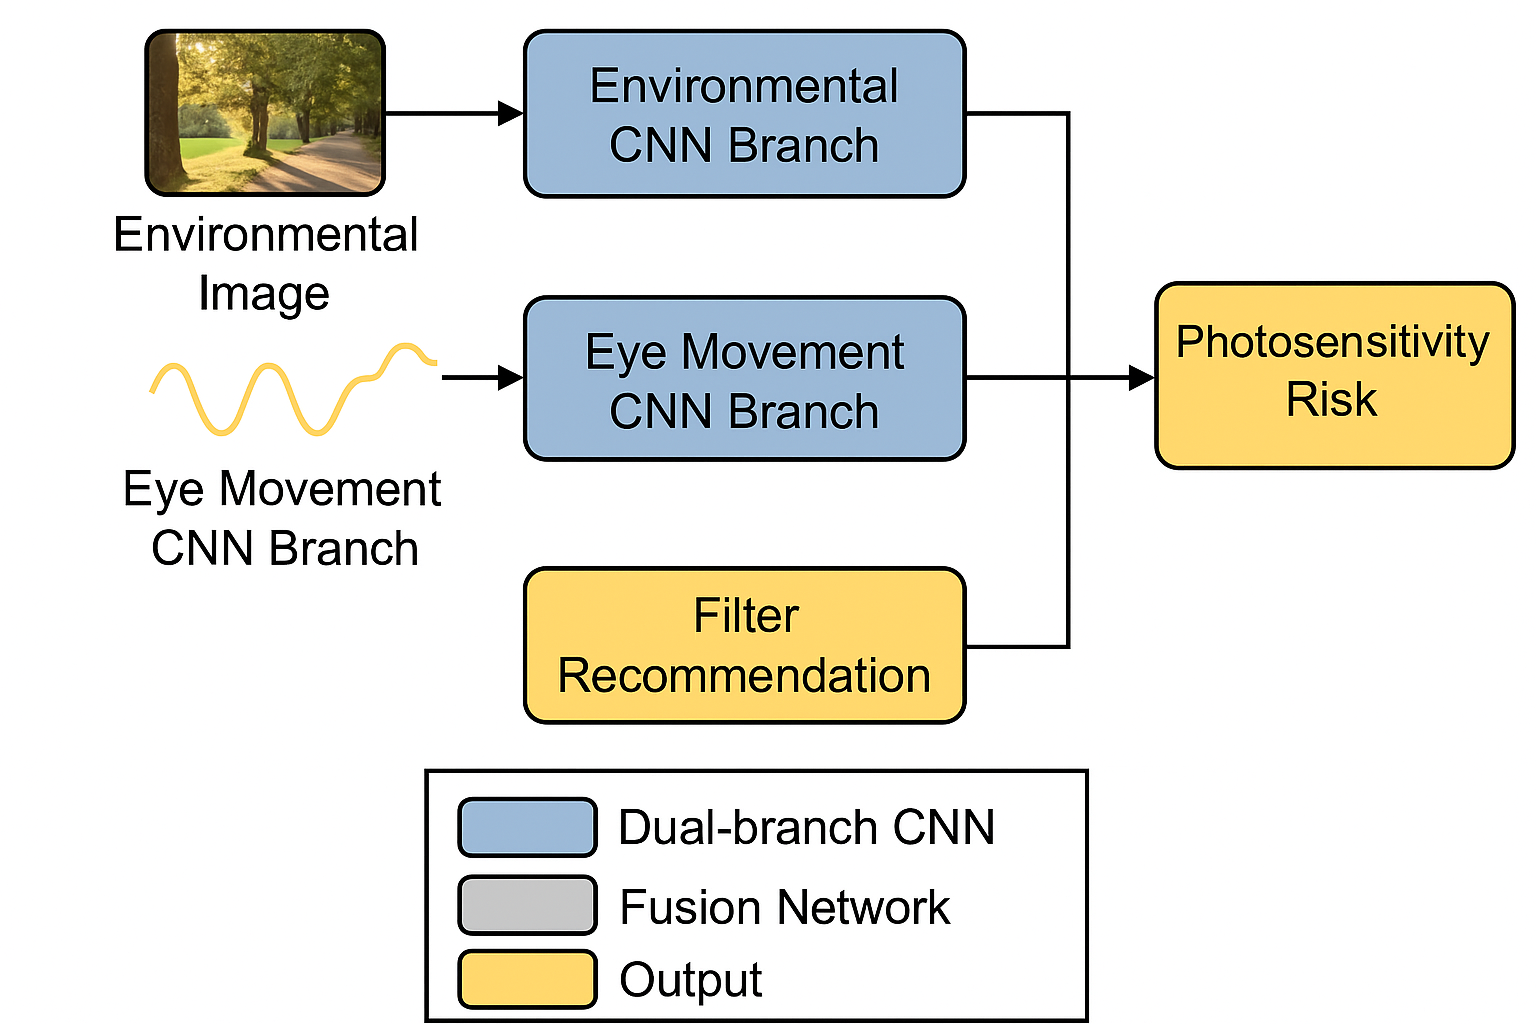 Environmental
CNN Branch
Environmental
Image
Eye Movement
CNN Branch
Photosensitivity
Risk
Eye Movement
CNN Branch
Filter
Recommendation
Dual-branch CNN
Fusion Network
Output